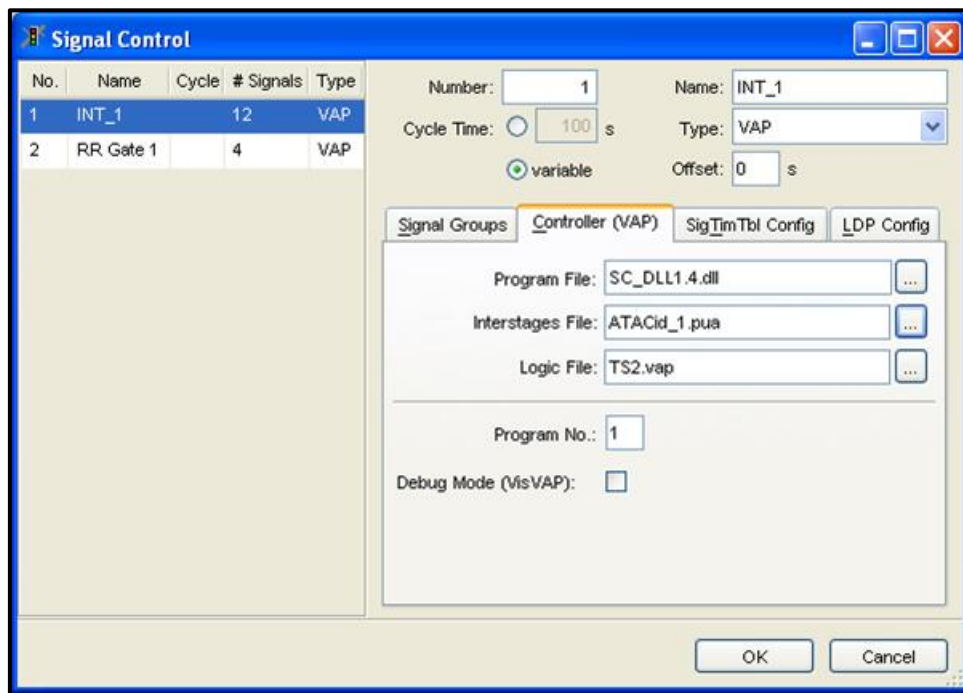 Signal Control
No. Name Cycle # Signals Type
1 INT_1 12 VAP
2 RR Gate 1 4 VAP
Number: 1 Name: INT_1
Cycle Time: 100 s Type: VAP
variable Offset: 0 s
Signal Groups Controller (VAP) SigTimTbl Config LDP Config
Program File: SC_DLL1.4.dll ...
Interstages File: ATACid_1.pua ...
Logic File: TS2.vap ...
Program No.: 1
Debug Mode (VisVAP):
OK Cancel